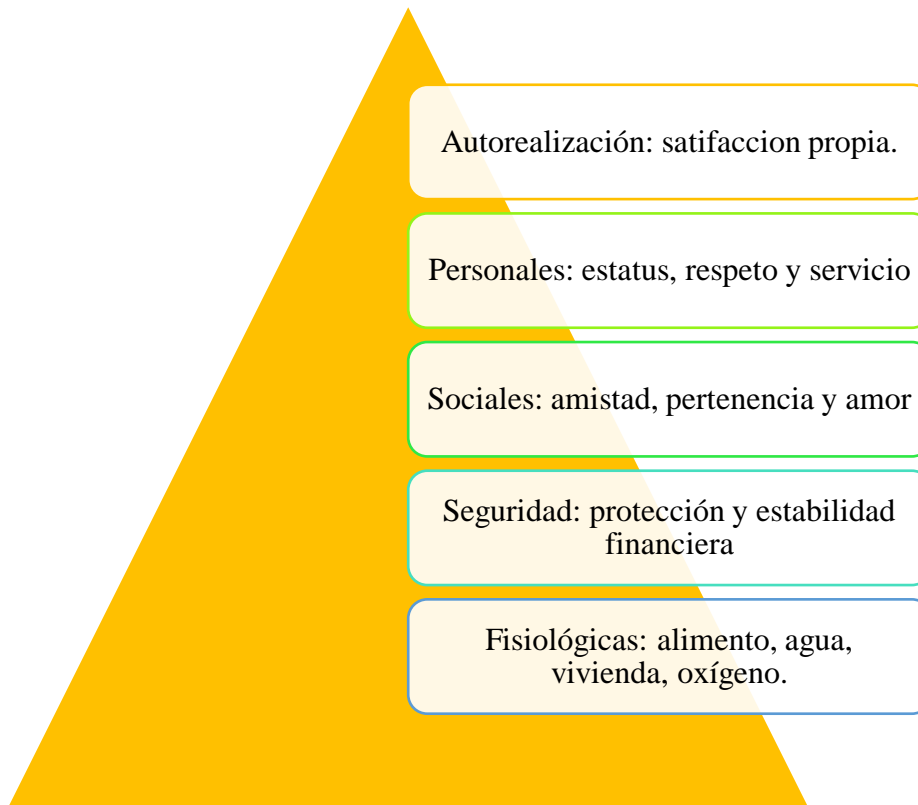 Autorealización: satifaccion propia.
Personales: estatus, respeto y servicio
Sociales: amistad, pertenencia y amor
Seguridad: protección y estabilidad
financiera
Fisiológicas: alimento, agua,
vivienda, oxígeno.